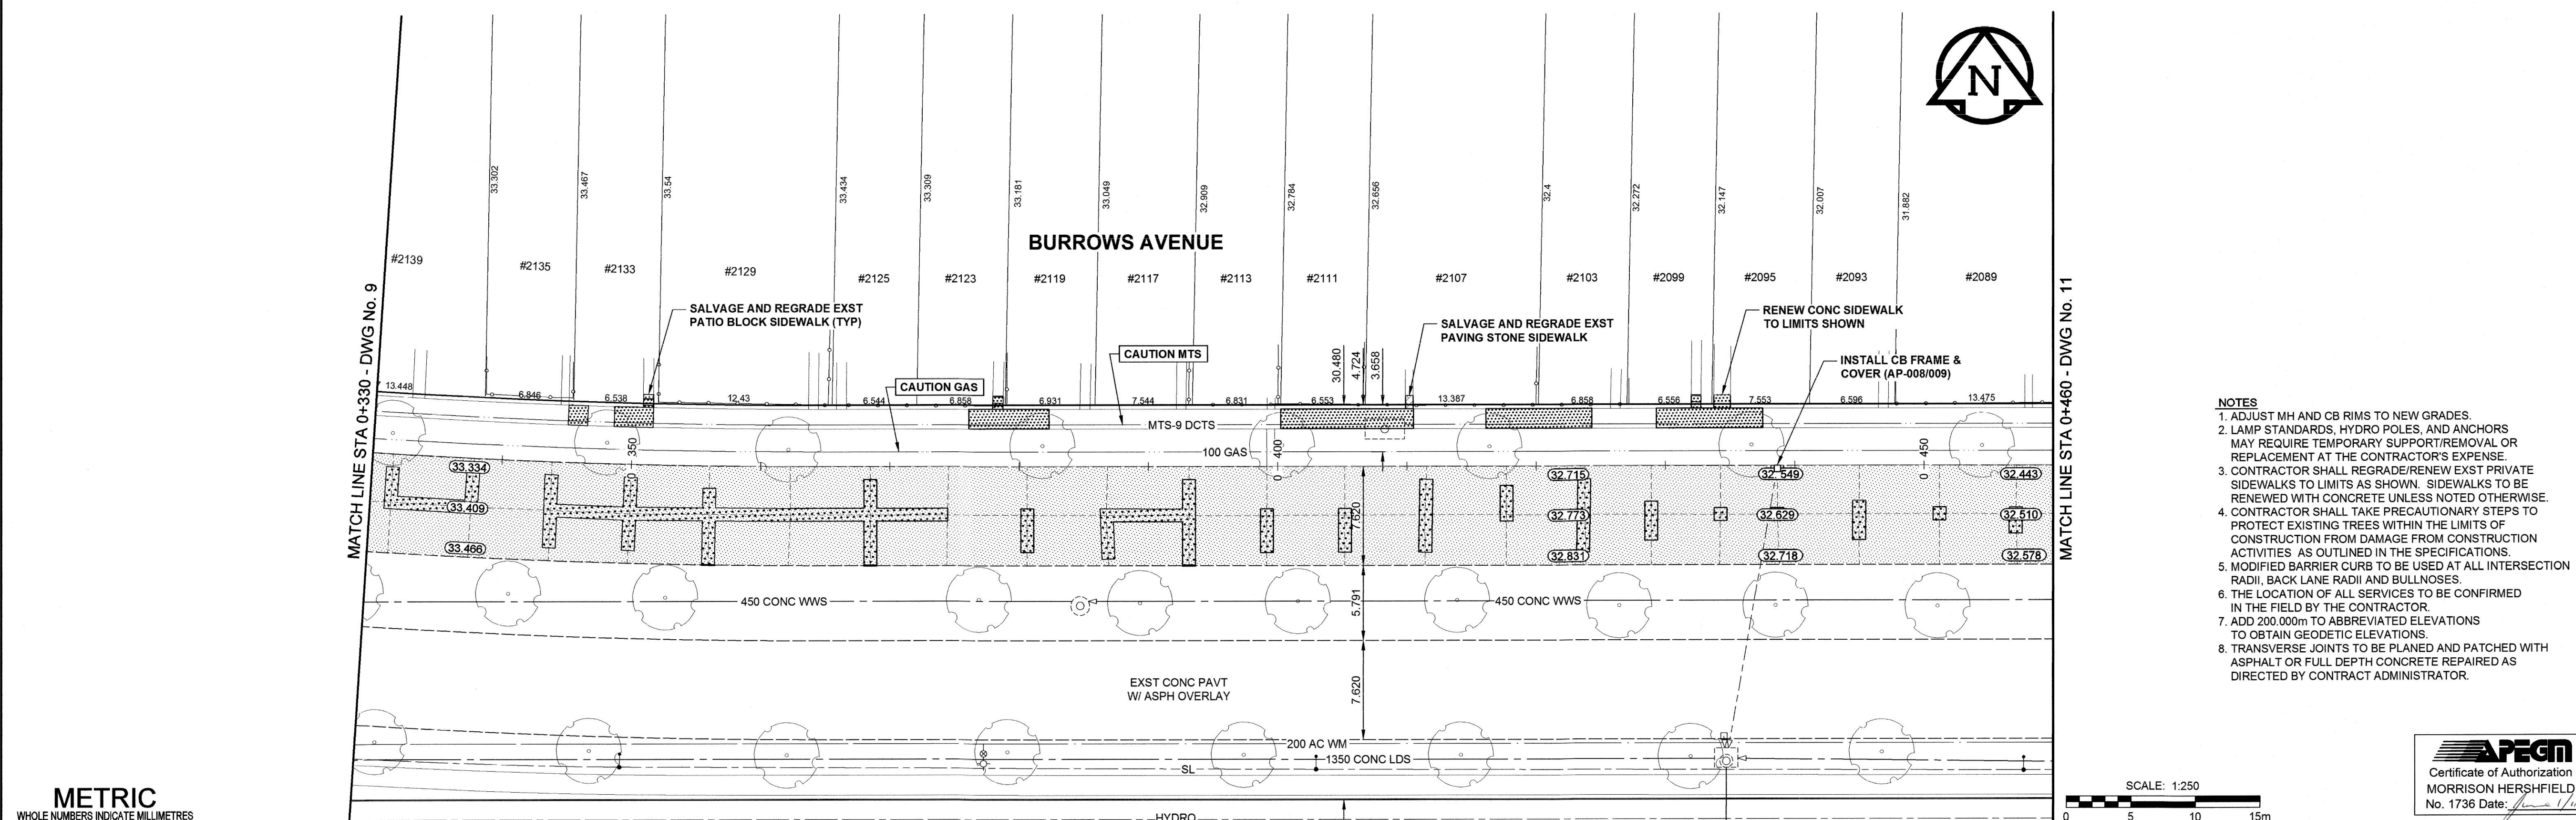 N
33.302
33.467
33.54
33.434
33.309
33.181
33.049
32.909
32.784
32.656
32.4
32.272
32.147
32.007
31.882
BURROWS AVENUE
#2139
#2135
#2133
#2129
#2125
#2123
#2119
#2117
#2113
#2111
#2107
#2103
#2099
#2095
#2093
#2089
MATCH LINE STA 0+330 - DWG No. 9
MATCH LINE STA 0+460 - DWG No. 11
SALVAGE AND REGRADE EXST
PATIO BLOCK SIDEWALK (TYP)
SALVAGE AND REGRADE EXST
PAVING STONE SIDEWALK
RENEW CONC SIDEWALK
TO LIMITS SHOWN
INSTALL CB FRAME &
COVER (AP-008/009)
CAUTION MTS
CAUTION GAS
30.480
4.724
3.658
13.448
6.846
6.538
12.43
6.544
6.858
6.931
7.544
6.831
6.553
13.387
6.858
6.556
7.553
6.596
13.475
MTS-9 DCTS
100 GAS
0 350
0 400
0 450
33.334
33.409
33.466
32.715
32.773
32.831
32.549
32.629
32.718
32.443
32.510
32.578
7.620
450 CONC WWS
450 CONC WWS
5.791
EXST CONC PAVT
W/ ASPH OVERLAY
7.620
200 AC WM
1350 CONC LDS
SL
HYDRO
NOTES
1. ADJUST MH AND CB RIMS TO NEW GRADES.
2. LAMP STANDARDS, HYDRO POLES, AND ANCHORS
MAY REQUIRE TEMPORARY SUPPORT/REMOVAL OR
REPLACEMENT AT THE CONTRACTOR'S EXPENSE.
3. CONTRACTOR SHALL REGRADE/RENEW EXST PRIVATE
SIDEWALKS TO LIMITS AS SHOWN. SIDEWALKS TO BE
RENEWED WITH CONCRETE UNLESS NOTED OTHERWISE.
4. CONTRACTOR SHALL TAKE PRECAUTIONARY STEPS TO
PROTECT EXISTING TREES WITHIN THE LIMITS OF
CONSTRUCTION FROM DAMAGE FROM CONSTRUCTION
ACTIVITIES AS OUTLINED IN THE SPECIFICATIONS.
5. MODIFIED BARRIER CURB TO BE USED AT ALL INTERSECTION
RADII, BACK LANE RADII AND BULLNOSES.
6. THE LOCATION OF ALL SERVICES TO BE CONFIRMED
IN THE FIELD BY THE CONTRACTOR.
7. ADD 200.000m TO ABBREVIATED ELEVATIONS
TO OBTAIN GEODETIC ELEVATIONS.
8. TRANSVERSE JOINTS TO BE PLANED AND PATCHED WITH
ASPHALT OR FULL DEPTH CONCRETE REPAIRED AS
DIRECTED BY CONTRACT ADMINISTRATOR.
METRIC
WHOLE NUMBERS INDICATE MILLIMETRES
SCALE: 1:250
0 5 10 15m
APEGM
Certificate of Authorization
MORRISON HERSHFIELD
No. 1736 Date: